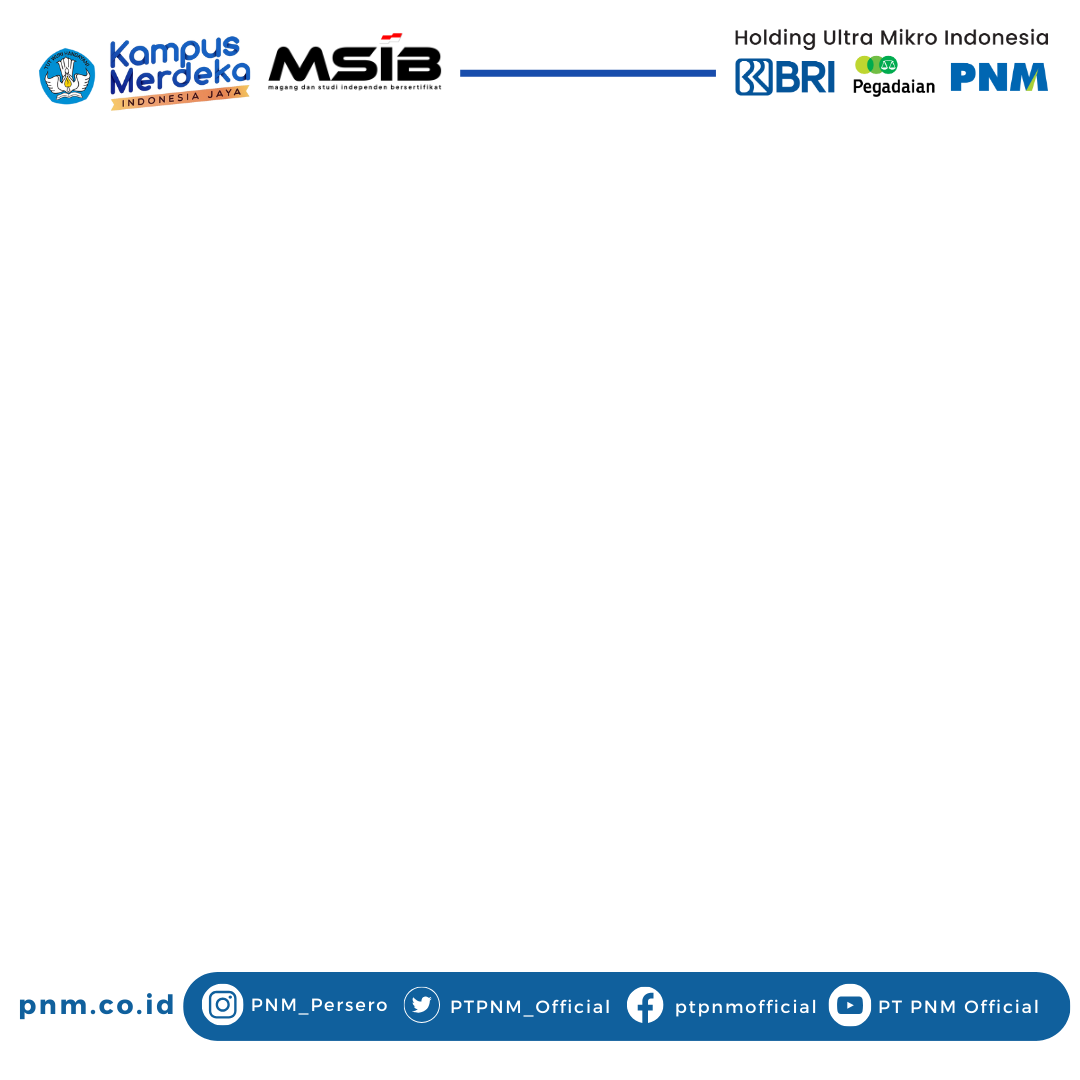 Kampus
Merdeka
INDONESIA JAYA
MSIB
magang dan studi independen bersertifikat
Holding Ultra Mikro Indonesia
BRI
Pegadaian
PNM
pnm.co.id
PNM_Persero
PTPNM_Official
ptpnmofficial
PT PNM Official